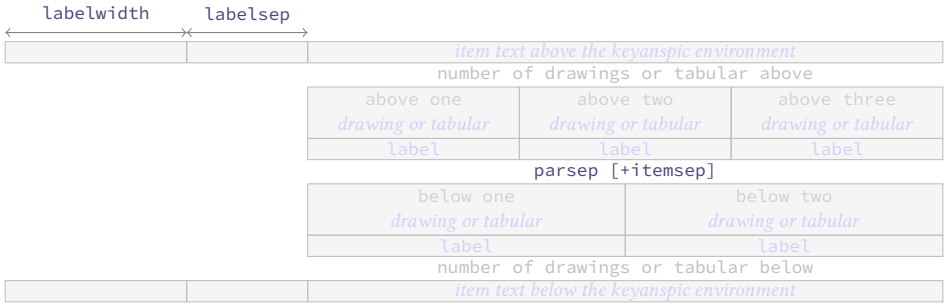 labelwidth labelsep
item text above the keyanspic environment
number of drawings or tabular above
above one above two above three
drawing or tabular drawing or tabular drawing or tabular
label label label
parsep [+itemsep]
below one below two
drawing or tabular drawing or tabular
label label
number of drawings or tabular below
item text below the keyanspic environment